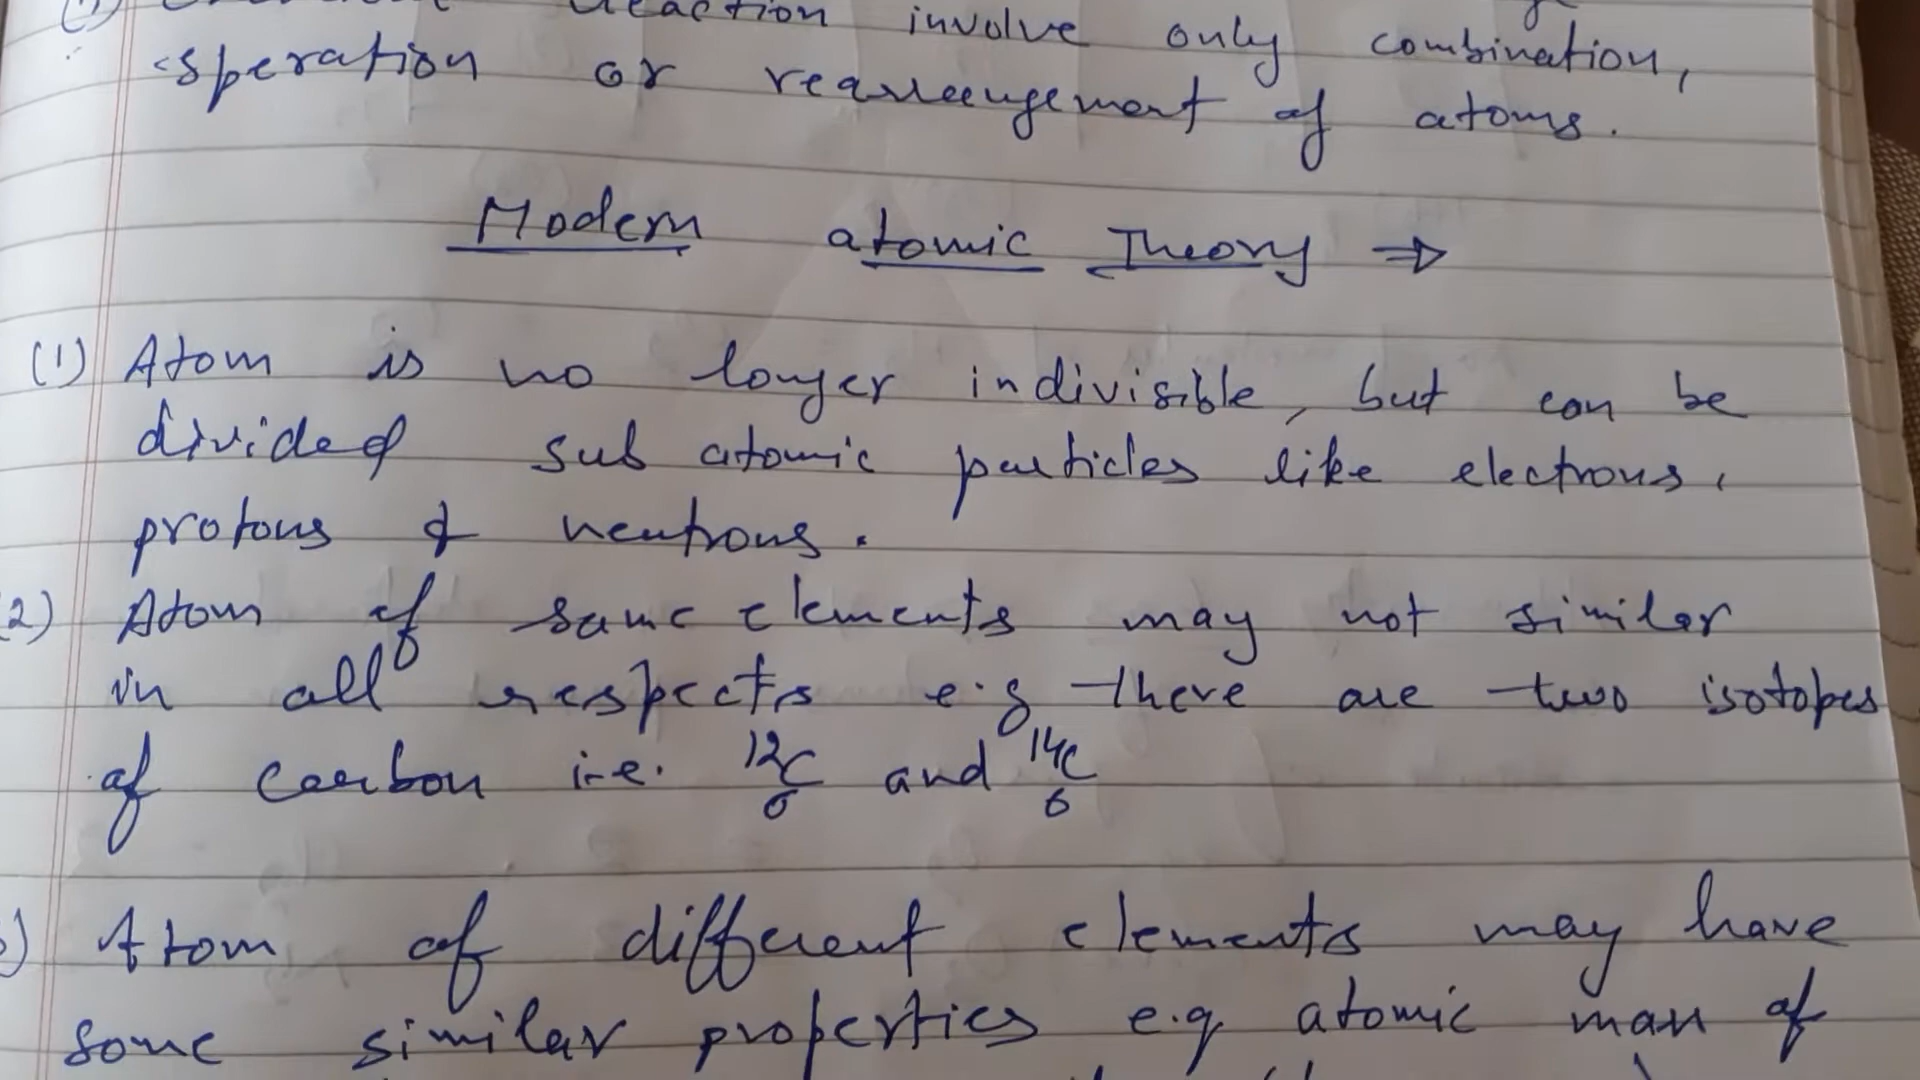 reaction involve only combination,
speration or rearrengement of atoms.
Modern atomic Theory ⇒
(1) Atom is no longer indivisible, but can be
divided sub atomic particles like electrons,
protons & neutrons.
(2) Atom of same elements may not similar
in all respects e.g there are two isotopes
of carbon i.e. ¹²₆C and ¹⁴₆C
) Atom of different elements may have
some similar properties e.g atomic mass of